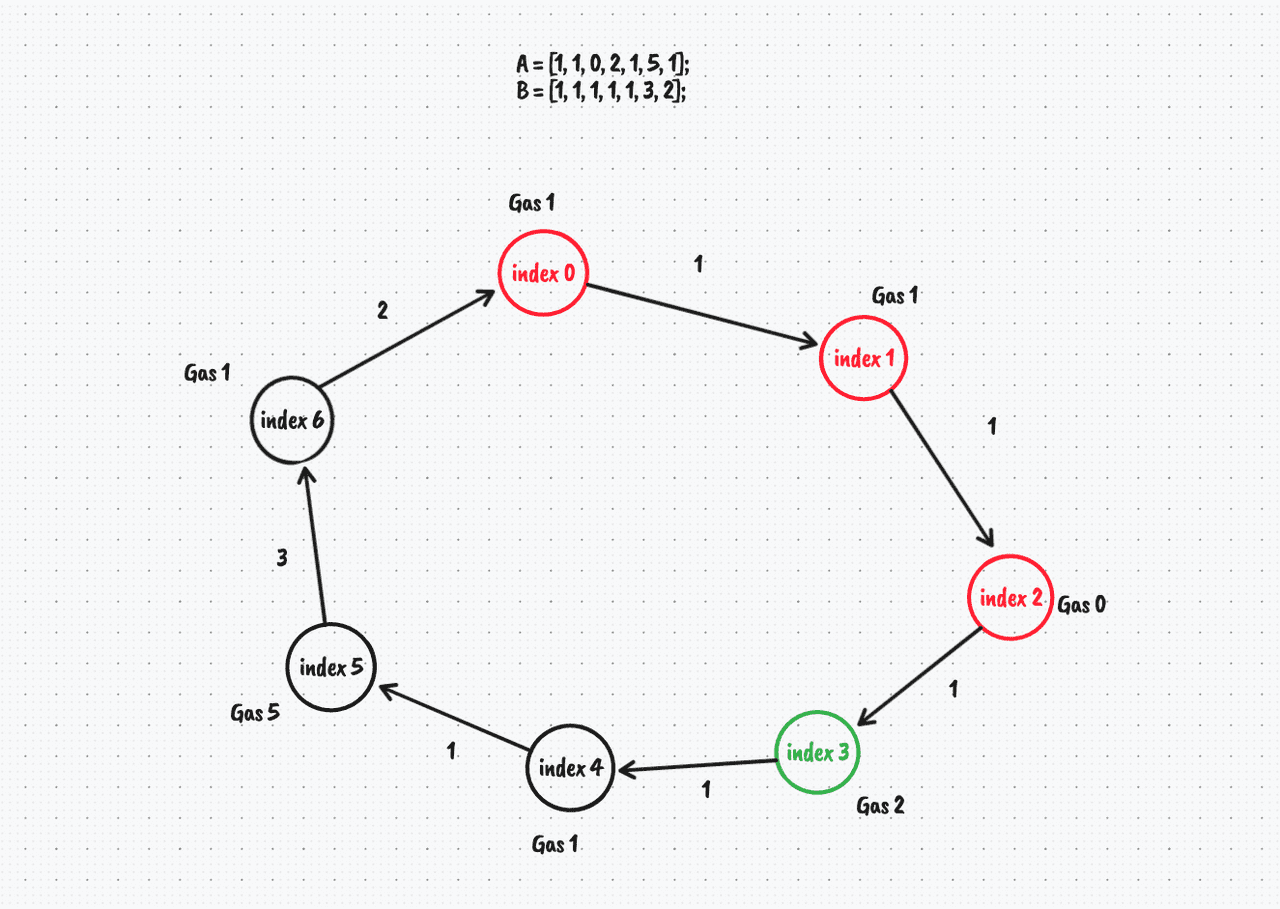 A = [1, 1, 0, 2, 1, 5, 1];
B = [1, 1, 1, 1, 1, 3, 2];
Gas 1
index 0
1
Gas 1
index 1
2
Gas 1
index 6
1
3
index 2
Gas 0
index 5
Gas 5
1
1
index 3
Gas 2
index 4
1
Gas 1